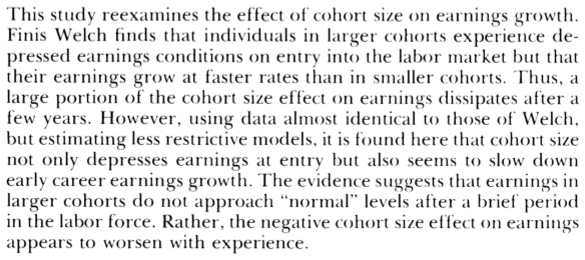 This study reexamines the effect of cohort size on earnings growth.
Finis Welch finds that individuals in larger cohorts experience de-
pressed earnings conditions on entry into the labor market but that
their earnings grow at faster rates than in smaller cohorts. Thus, a
large portion of the cohort size effect on earnings dissipates after a
few years. However, using data almost identical to those of Welch,
but estimating less restrictive models, it is found here that cohort size
not only depresses earnings at entry but also seems to slow down
early career earnings growth. The evidence suggests that earnings in
larger cohorts do not approach “normal” levels after a brief period
in the labor force. Rather, the negative cohort size effect on earnings
appears to worsen with experience.